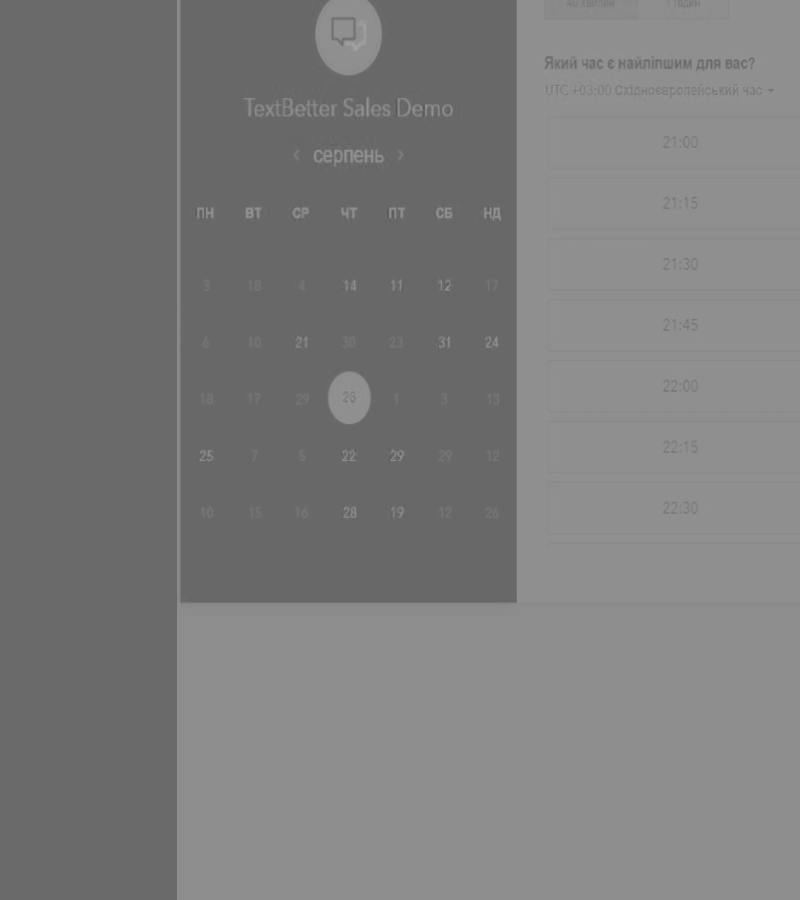 40 хвилин 1 годин
TextBetter Sales Demo
‹ серпень ›
ПН ВТ СР ЧТ ПТ СБ НД
3 18 4 14 11 12 17
6 10 21 30 23 31 24
18 17 29 28 1 3 13
25 7 5 22 29 29 12
10 15 16 28 19 12 26
Який час є найліпшим для вас?
UTC +03:00 Східноєвропейський час
21:00
21:15
21:30
21:45
22:00
22:15
22:30